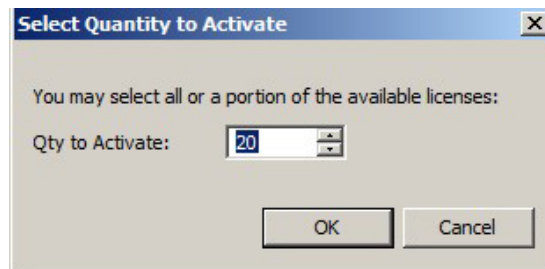 Select Quantity to Activate
You may select all or a portion of the available licenses:
Qty to Activate: 20
OK Cancel